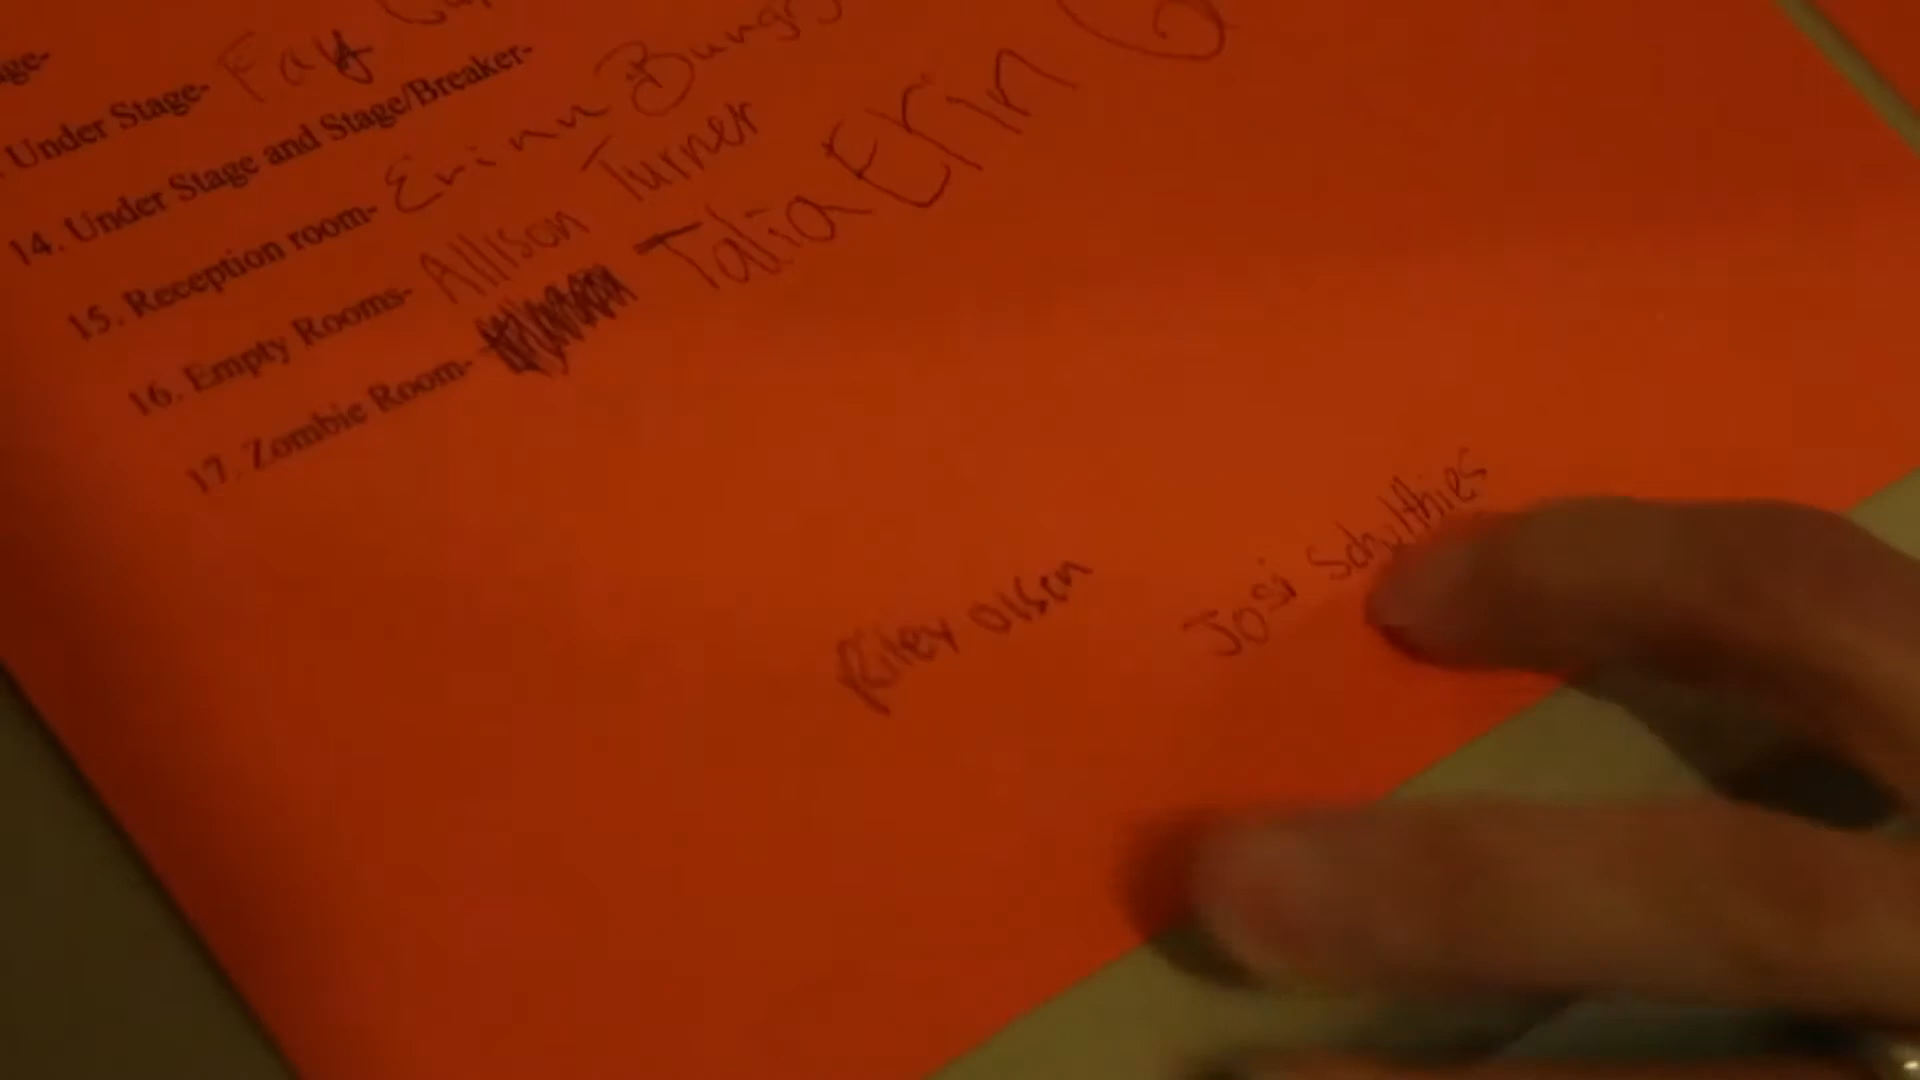 Under Stage- Fay
14. Under Stage and Stage/Breaker-
15. Reception room- Erinn
16. Empty Rooms- Allison Turner
17. Zombie Room- Talia Erin
Riley Olsen
Josi Schulthies